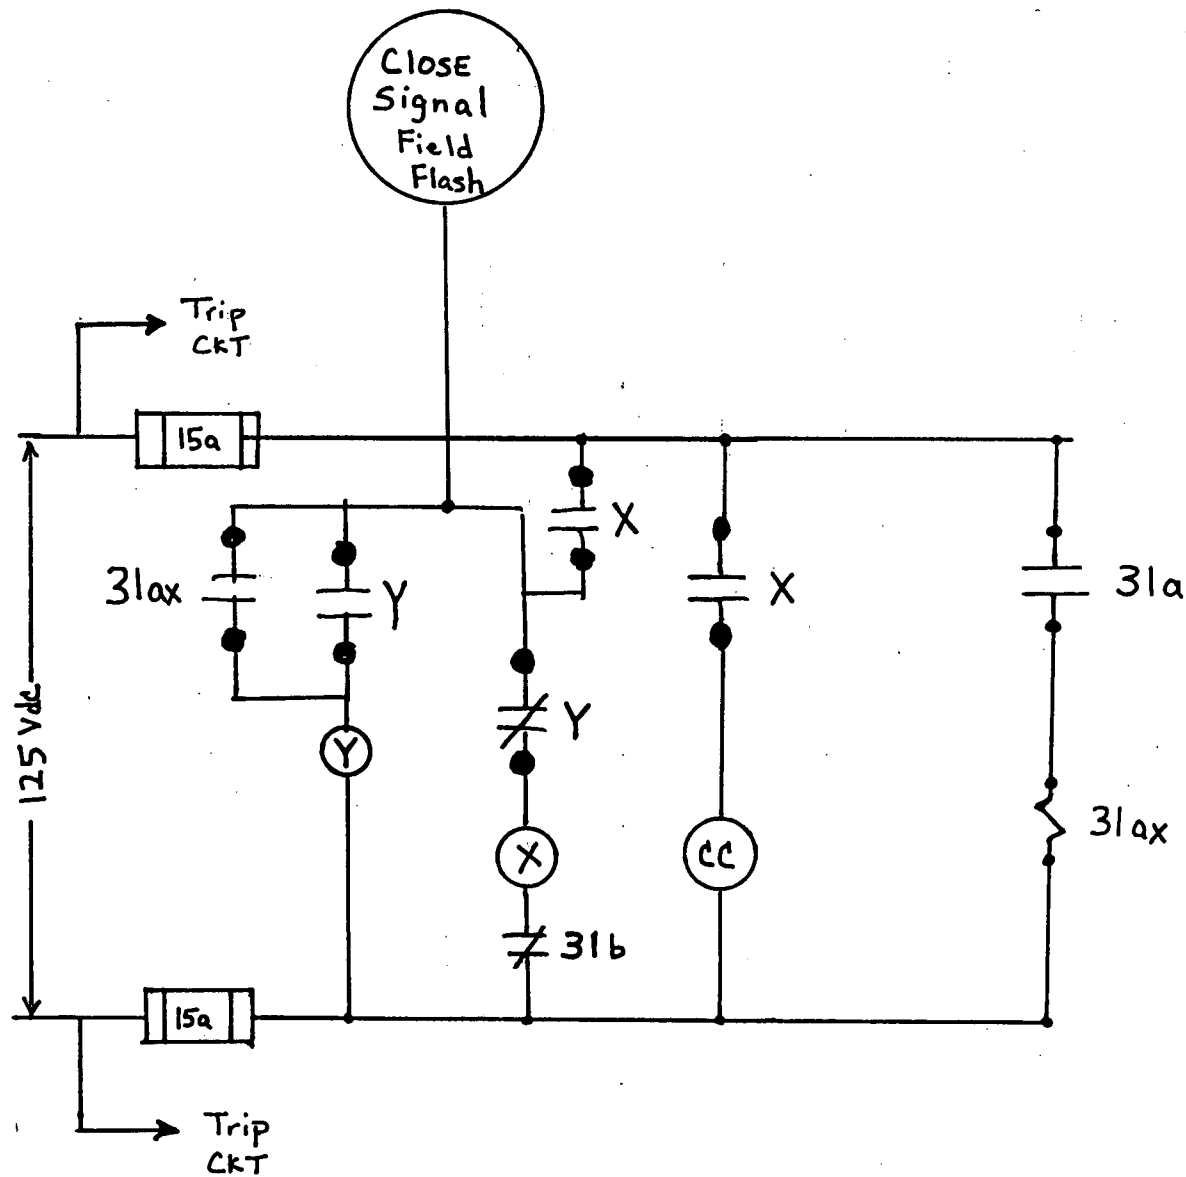 CLOSE
Signal
Field
Flash
Trip
CKT
15a
X
31ax
Y
X
31a
125 Vdc
Y
Y
31ax
X
CC
31b
15a
Trip
CKT